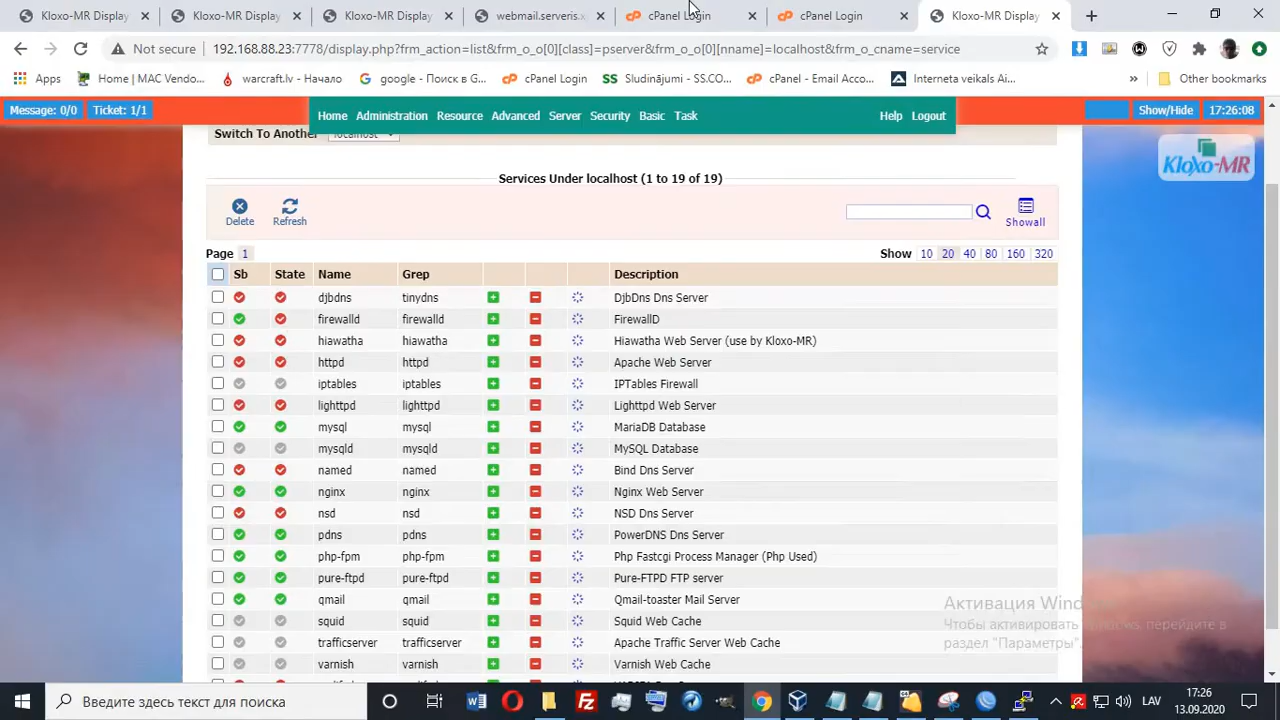 Kloxo-MR Display
Kloxo-MR Display
Kloxo-MR Display
webmail.serveris.x
cPanel Login
cPanel Login
Kloxo-MR Display
Not secure
192.168.88.23:7778/display.php?frm_action=list&frm_o_o[0][class]=pserver&frm_o_o[0][nname]=localhost&frm_o_cname=service
Apps
Home | MAC Vendo...
warcraft.lv - Начало
google - Поиск в G...
cPanel Login
Sludinājumi - SS.CO...
cPanel - Email Acco...
Interneta veikals Ai...
»
Other bookmarks
Message: 0/0
Ticket: 1/1
Home Administration Resource Advanced Server Security Basic Task
Help Logout
Show/Hide
17:26:08
Switch To Another
localhost
Kloxo-MR
Services Under localhost (1 to 19 of 19)
Delete
Refresh
Showall
Page 1
Show 10 20 40 80 160 320
Sb State Name Grep Description
djbdns tinydns DjbDns Dns Server
firewalld firewalld FirewallD
hiawatha hiawatha Hiawatha Web Server (use by Kloxo-MR)
httpd httpd Apache Web Server
iptables iptables IPTables Firewall
lighttpd lighttpd Lighttpd Web Server
mysql mysql MariaDB Database
mysqld mysqld MySQL Database
named named Bind Dns Server
nginx nginx Nginx Web Server
nsd nsd NSD Dns Server
pdns pdns PowerDNS Dns Server
php-fpm php-fpm Php Fastcgi Process Manager (Php Used)
pure-ftpd pure-ftpd Pure-FTPD FTP server
qmail qmail Qmail-toaster Mail Server
squid squid Squid Web Cache
trafficserver trafficserver Apache Traffic Server Web Cache
varnish varnish Varnish Web Cache
Активация Wind
Чтобы активировать Windows, перейдите в
раздел "Параметры".
Введите здесь текст для поиска
LAV
17:26
13.09.2020